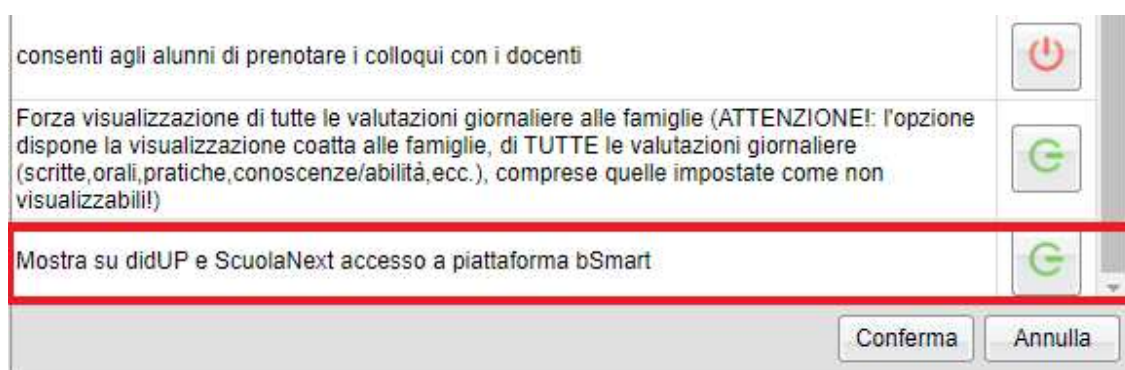 consenti agli alunni di prenotare i colloqui con i docenti
Forza visualizzazione di tutte le valutazioni giornaliere alle famiglie (ATTENZIONE!: l'opzione
dispone la visualizzazione coatta alle famiglie, di TUTTE le valutazioni giornaliere
(scritte,orali,pratiche,conoscenze/abilità,ecc.), comprese quelle impostate come non
visualizzabili!)
Mostra su didUP e ScuolaNext accesso a piattaforma bSmart
Conferma Annulla